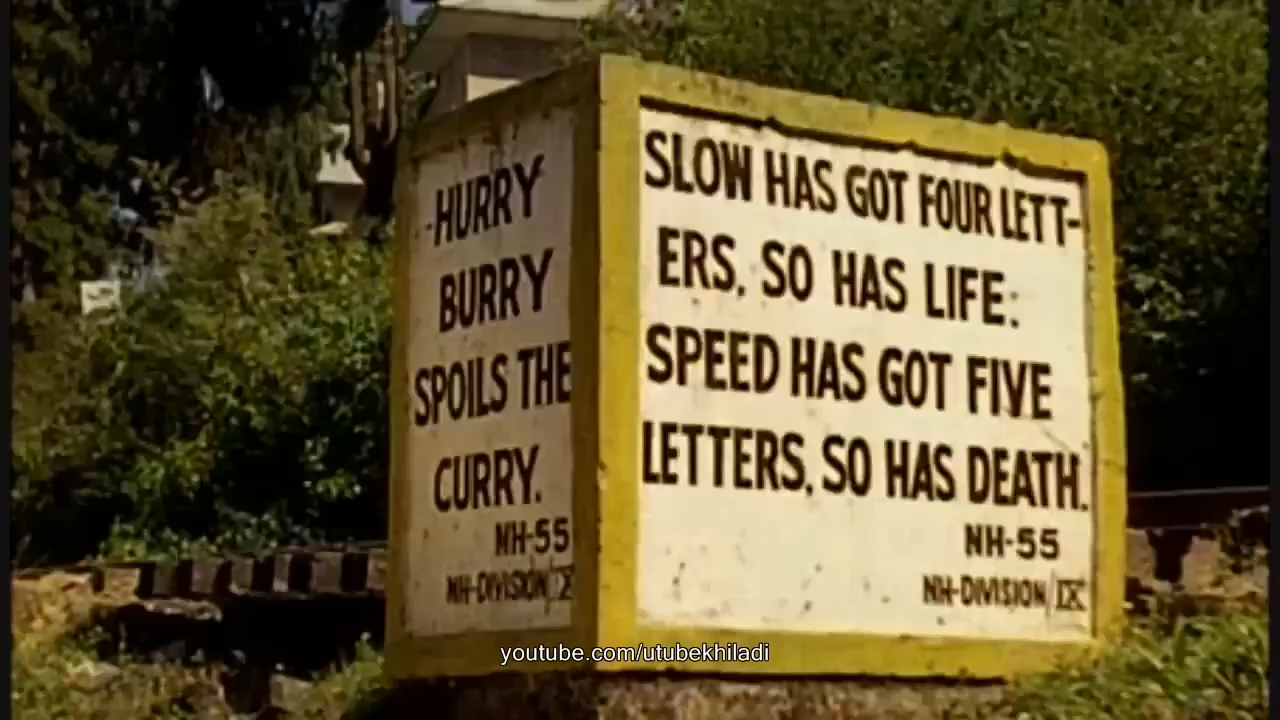 -HURRY
BURRY
SPOILS THE
CURRY.
NH-55
NH-DIVISION/
SLOW HAS GOT FOUR LETT-
ERS, SO HAS LIFE:
SPEED HAS GOT FIVE
LETTERS, SO HAS DEATH.
NH-55
NH-DIVISION/IX
youtube.com/utubekhiladi